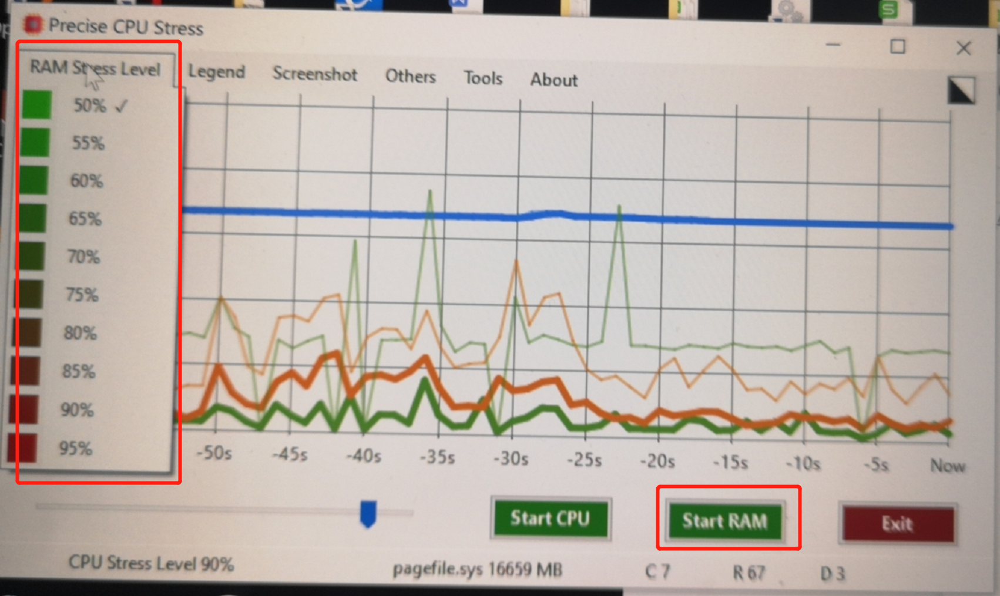 Precise CPU Stress
RAM Stress Level Legend Screenshot Others Tools About
50% ✓
55%
60%
65%
70%
75%
80%
85%
90%
95%
-50s -45s -40s -35s -30s -25s -20s -15s -10s -5s Now
Start CPU Start RAM Exit
CPU Stress Level 90% pagefile.sys 16659 MB C 7 R 67 D 3